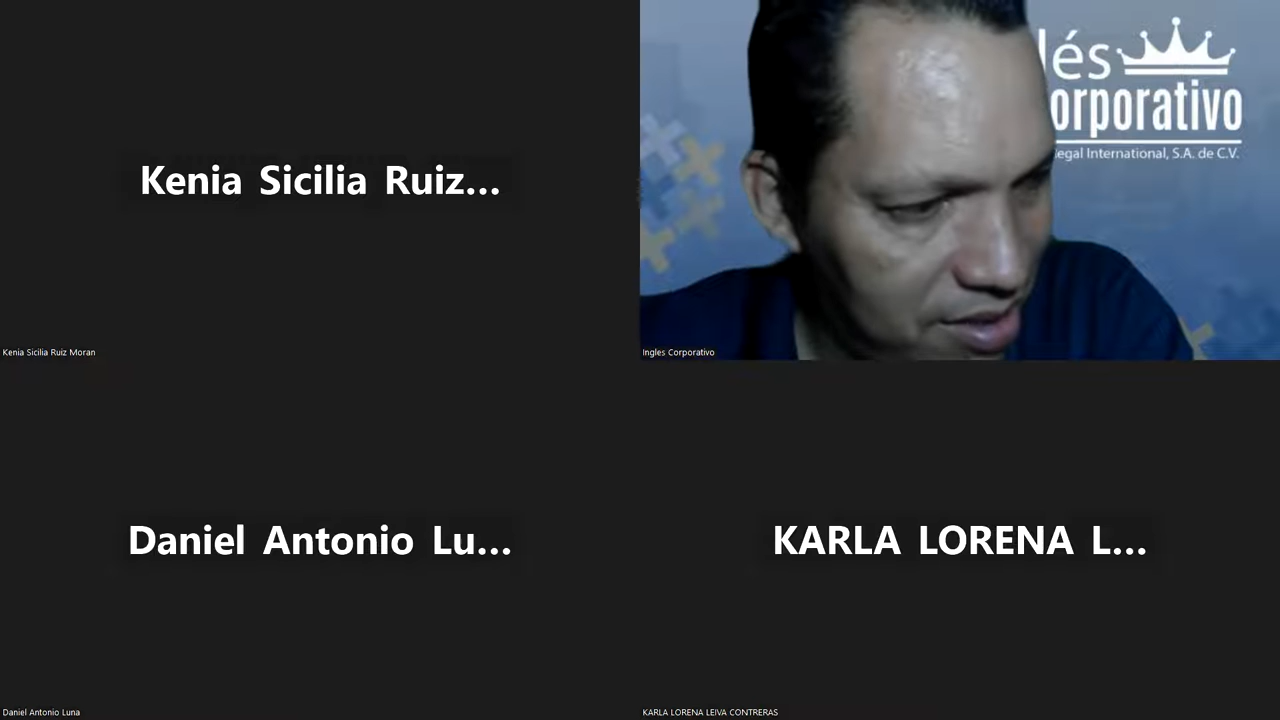 Kenia Sicilia Ruiz...
Kenia Sicilia Ruiz Moran
lés
orporativo
egal International, S.A. de C.V.
Ingles Corporativo
Daniel Antonio Lu...
Daniel Antonio Luna
KARLA LORENA L...
KARLA LORENA LEIVA CONTRERAS